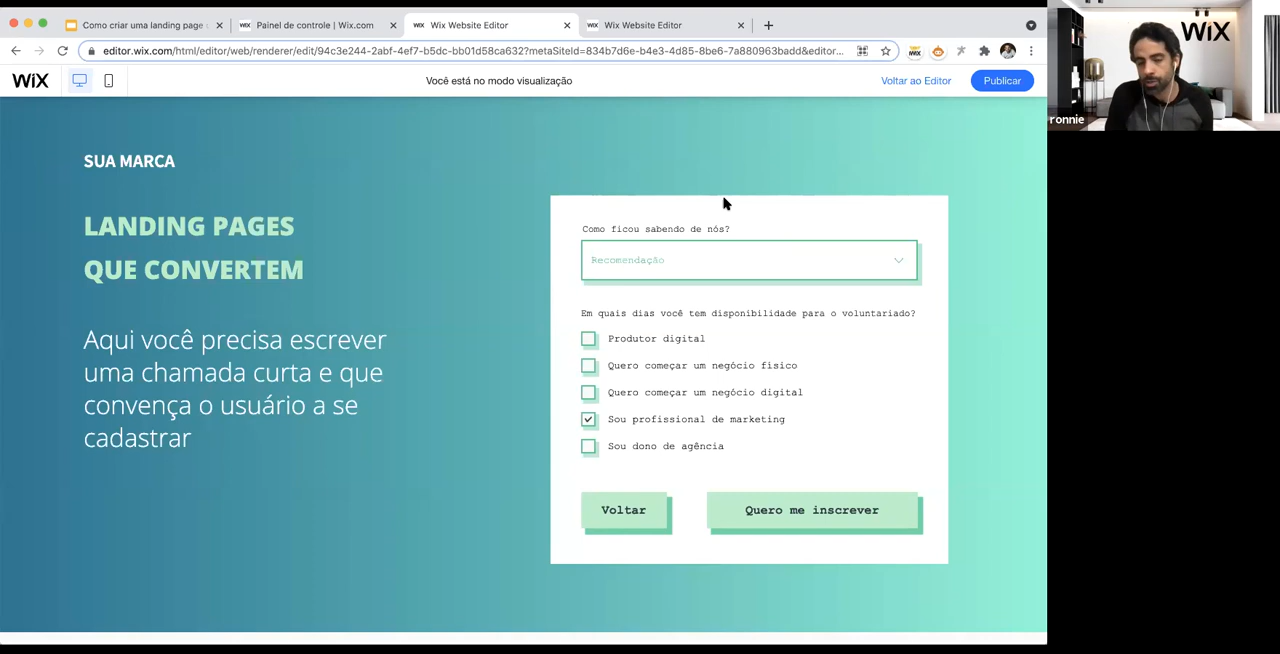 Como criar uma landing page
Painel de controle | Wix.com
Wix Website Editor
Wix Website Editor
editor.wix.com/html/editor/web/renderer/edit/94c3e244-2abf-4ef7-b5dc-bb01d58ca632?metaSiteId=834b7d6e-b4e3-4d85-8be6-7a880963badd&editor...
WiX
Você está no modo visualização
Voltar ao Editor
Publicar
WiX
ronnie
SUA MARCA
LANDING PAGES
QUE CONVERTEM
Aqui você precisa escrever
uma chamada curta e que
convença o usuário a se
cadastrar
Como ficou sabendo de nós?
Recomendação
Em quais dias você tem disponibilidade para o voluntariado?
Produtor digital
Quero começar um negócio físico
Quero começar um negócio digital
Sou profissional de marketing
Sou dono de agência
Voltar
Quero me inscrever